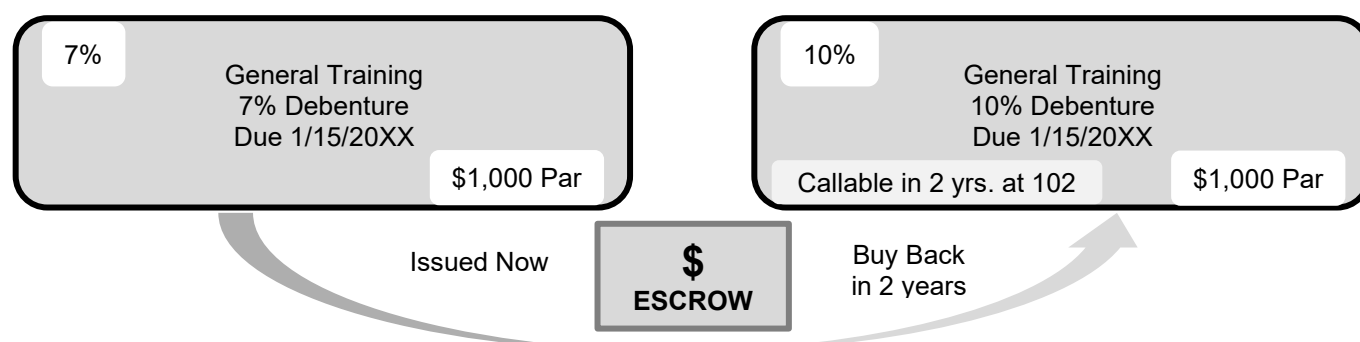 7%
General Training
7% Debenture
Due 1/15/20XX
$1,000 Par
10%
General Training
10% Debenture
Due 1/15/20XX
Callable in 2 yrs. at 102
$1,000 Par
Issued Now
$
ESCROW
Buy Back
in 2 years